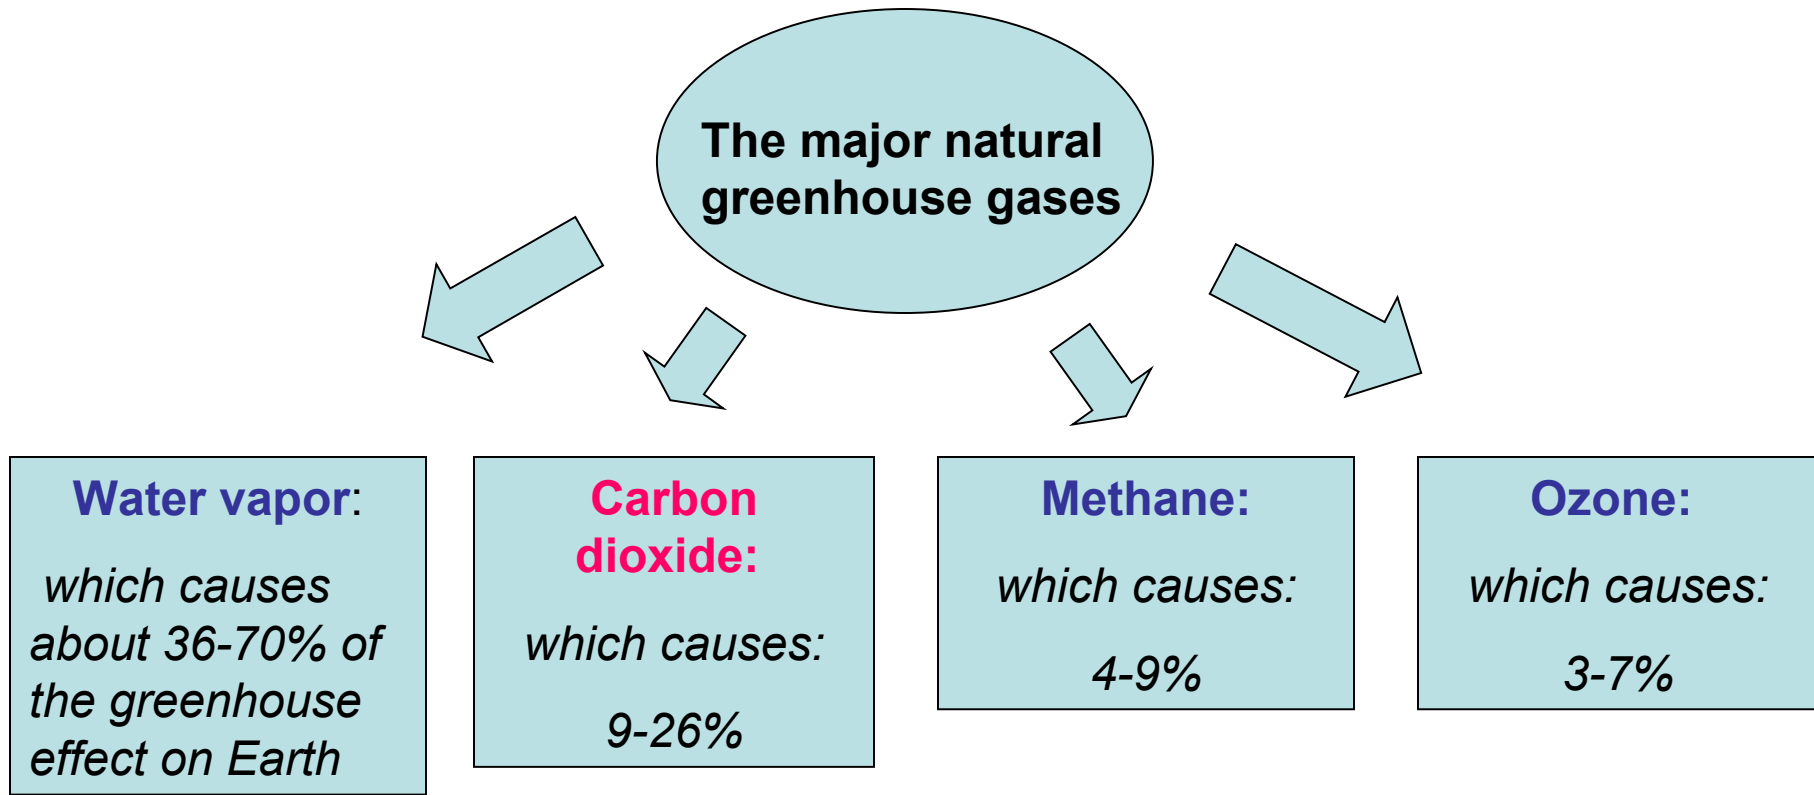 The major natural
greenhouse gases
Water vapor:
which causes
about 36-70% of
the greenhouse
effect on Earth
Carbon
dioxide:
which causes:
9-26%
Methane:
which causes:
4-9%
Ozone:
which causes:
3-7%